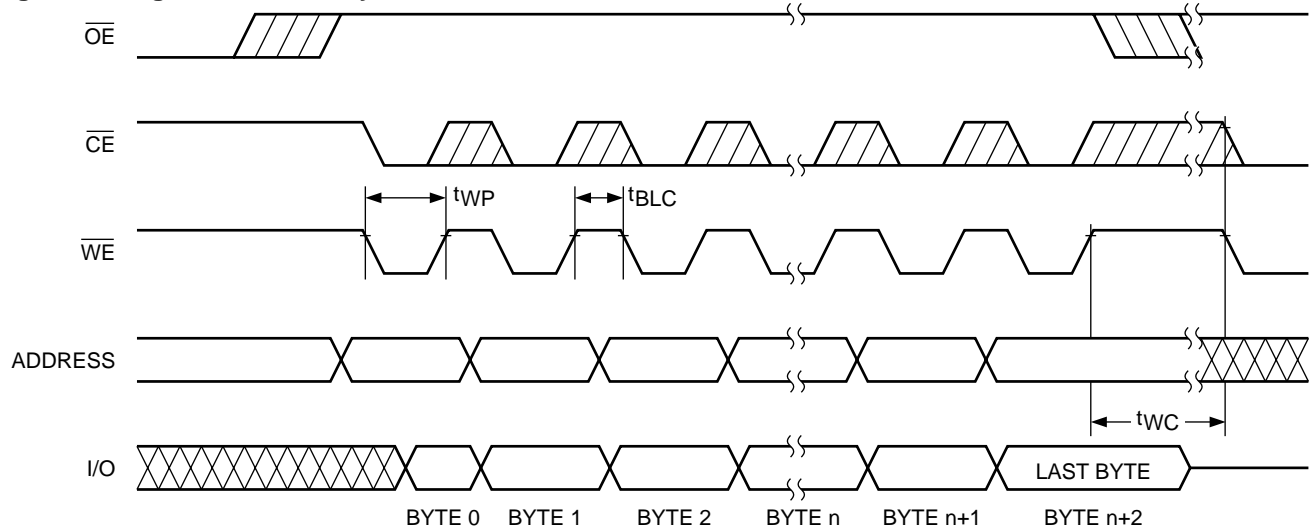 OE
CE
tWP
tBLC
WE
ADDRESS
tWC
I/O
LAST BYTE
BYTE 0 BYTE 1 BYTE 2 BYTE n BYTE n+1 BYTE n+2